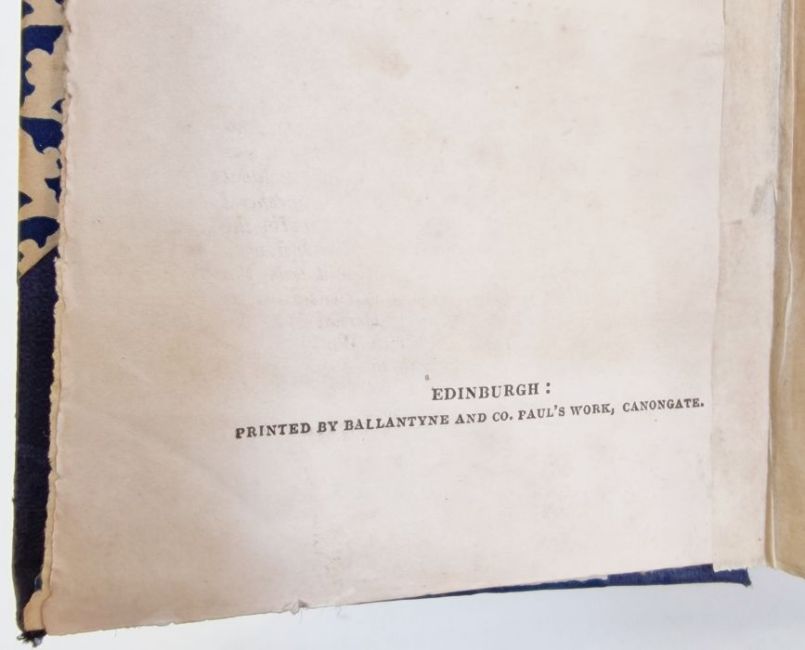 EDINBURGH:
PRINTED BY BALLANTYNE AND CO. PAUL'S WORK, CANONGATE.